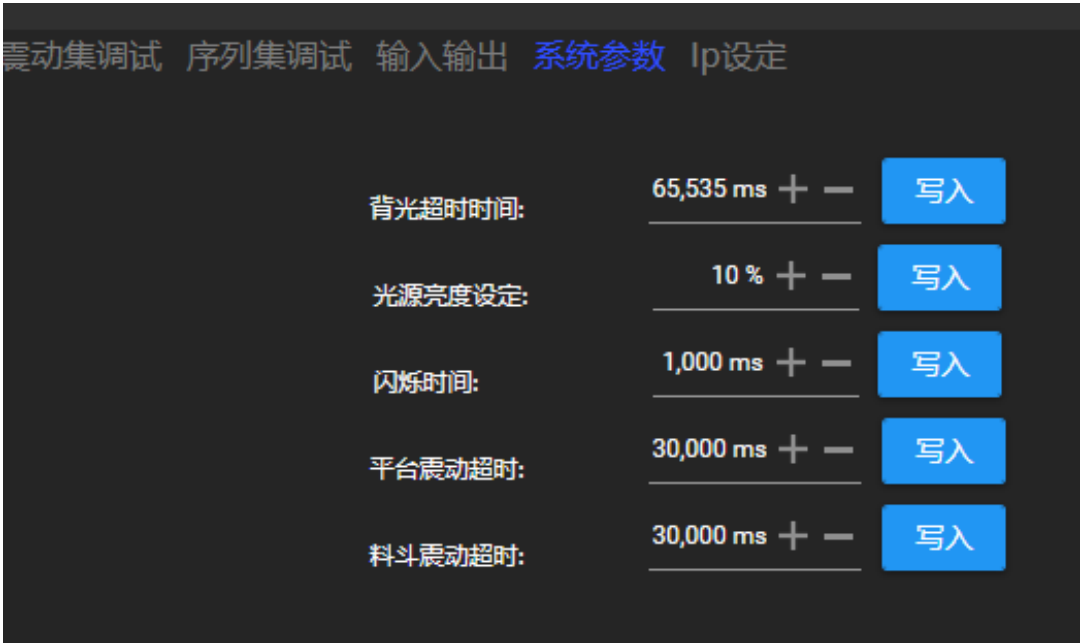 震动集调试 序列集调试 输入输出 系统参数 Ip设定
背光超时时间: 65,535 ms 写入
光源亮度设定: 10 % 写入
闪烁时间: 1,000 ms 写入
平台震动超时: 30,000 ms 写入
料斗震动超时: 30,000 ms 写入